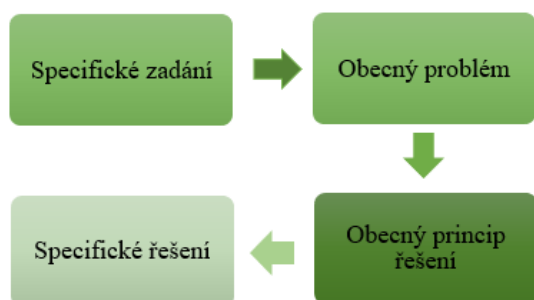 Specifické zadání
Obecný problém
Obecný princip
řešení
Specifické řešení